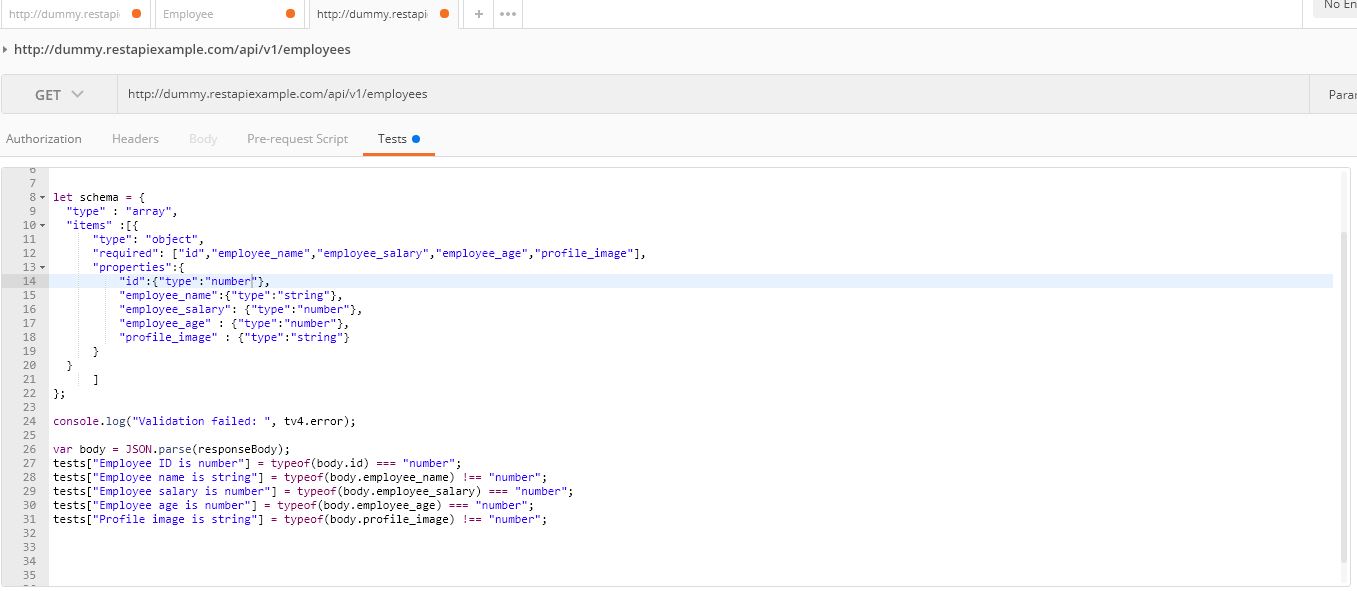 http://dummy.restapi
Employee
http://dummy.restapi
No En
http://dummy.restapiexample.com/api/v1/employees
GET
http://dummy.restapiexample.com/api/v1/employees
Parar
Authorization
Headers
Body
Pre-request Script
Tests
6
7
8 let schema = {
9 "type" : "array",
10 "items" :[{
11 "type": "object",
12 "required": ["id","employee_name","employee_salary","employee_age","profile_image"],
13 "properties":{
14 "id":{"type":"number"},
15 "employee_name":{"type":"string"},
16 "employee_salary": {"type":"number"},
17 "employee_age" : {"type":"number"},
18 "profile_image" : {"type":"string"}
19 }
20 }
21 ]
22 };
23
24 console.log("Validation failed: ", tv4.error);
25
26 var body = JSON.parse(responseBody);
27 tests["Employee ID is number"] = typeof(body.id) === "number";
28 tests["Employee name is string"] = typeof(body.employee_name) !== "number";
29 tests["Employee salary is number"] = typeof(body.employee_salary) === "number";
30 tests["Employee age is number"] = typeof(body.employee_age) === "number";
31 tests["Profile image is string"] = typeof(body.profile_image) !== "number";
32
33
34
35